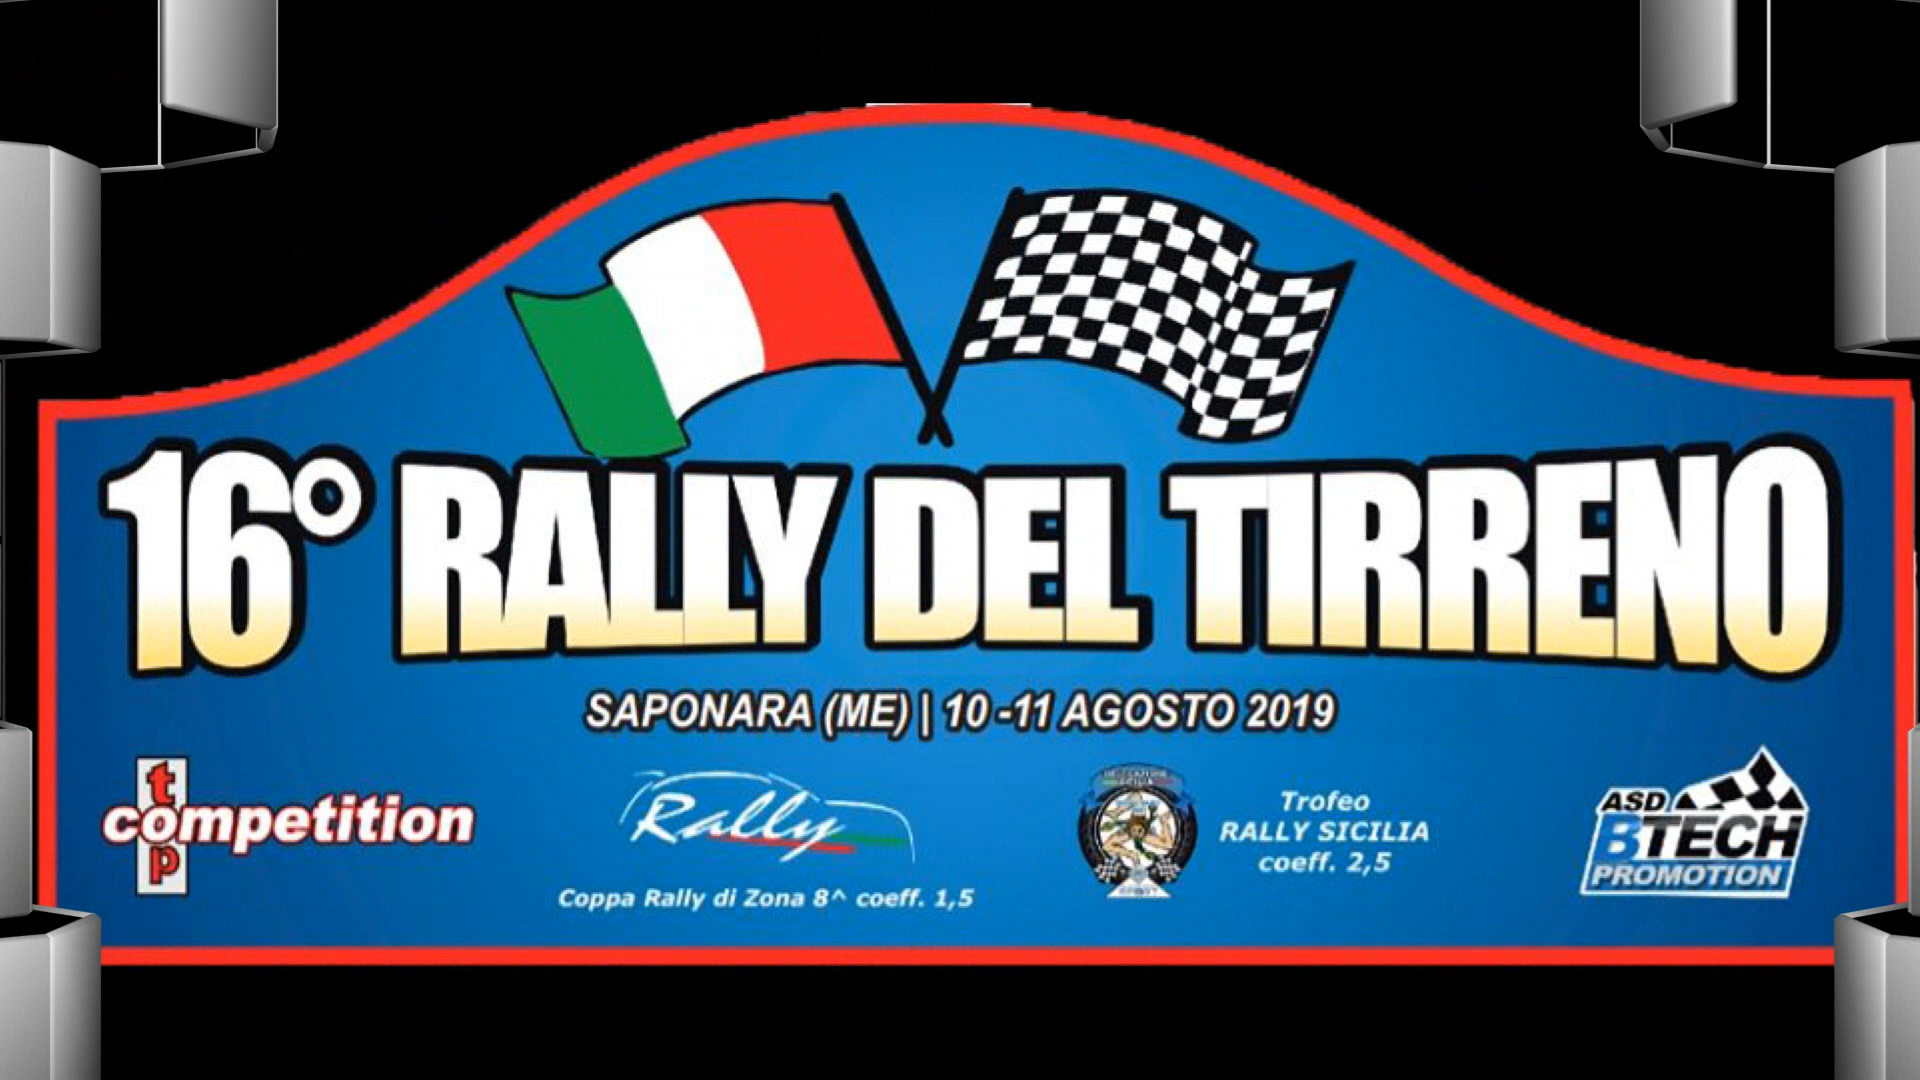 16° RALLY DEL TIRRENO
SAPONARA (ME) | 10 -11 AGOSTO 2019
top
competition
Rally
Coppa Rally di Zona 8^ coeff. 1,5
Trofeo
RALLY SICILIA
coeff. 2,5
ASD
BTECH
PROMOTION